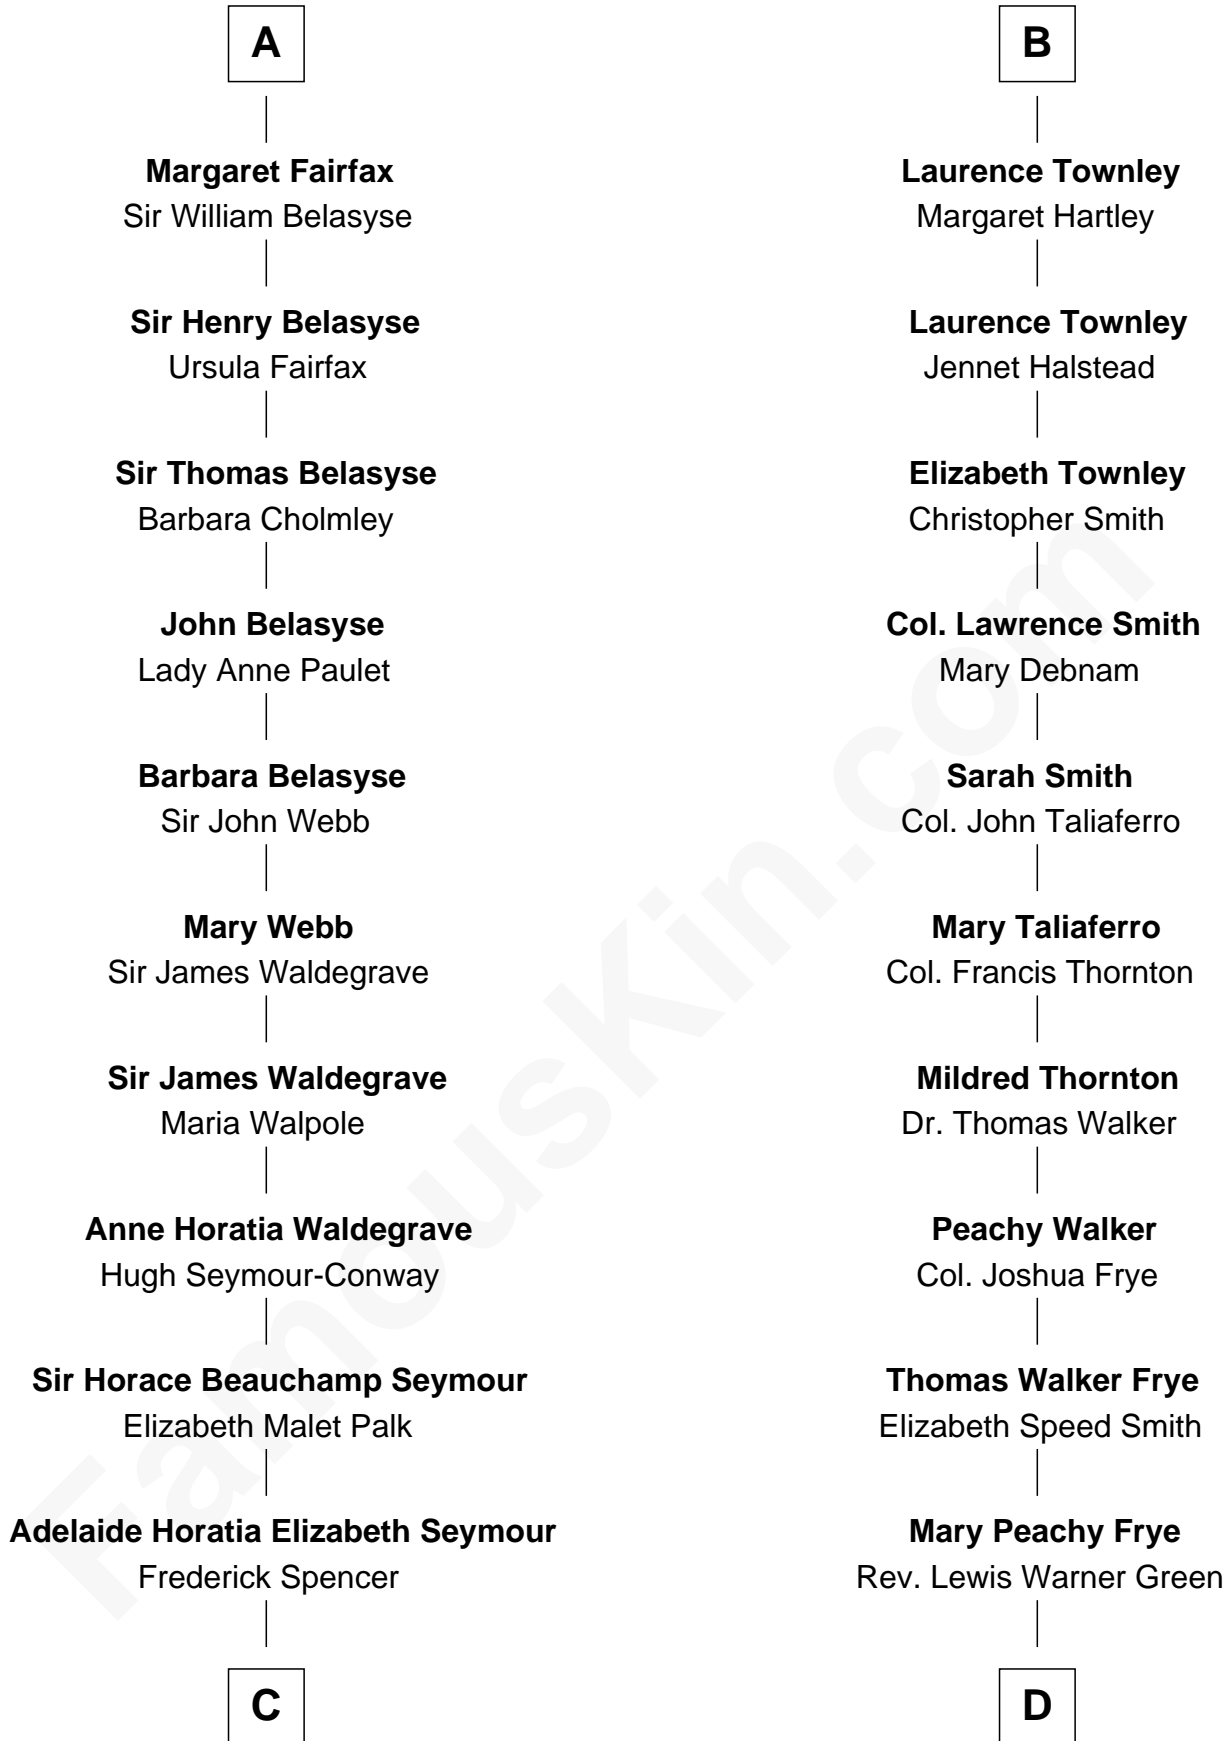 A
Margaret Fairfax
Sir William Belasyse
Sir Henry Belasyse
Ursula Fairfax
Sir Thomas Belasyse
Barbara Cholmley
John Belasyse
Lady Anne Paulet
Barbara Belasyse
Sir John Webb
Mary Webb
Sir James Waldegrave
Sir James Waldegrave
Maria Walpole
Anne Horatia Waldegrave
Hugh Seymour-Conway
Sir Horace Beauchamp Seymour
Elizabeth Malet Palk
Adelaide Horatia Elizabeth Seymour
Frederick Spencer
C
B
Laurence Townley
Margaret Hartley
Laurence Townley
Jennet Halstead
Elizabeth Townley
Christopher Smith
Col. Lawrence Smith
Mary Debnam
Sarah Smith
Col. John Taliaferro
Mary Taliaferro
Col. Francis Thornton
Mildred Thornton
Dr. Thomas Walker
Peachy Walker
Col. Joshua Frye
Thomas Walker Frye
Elizabeth Speed Smith
Mary Peachy Frye
Rev. Lewis Warner Green
D
FamousKin.com